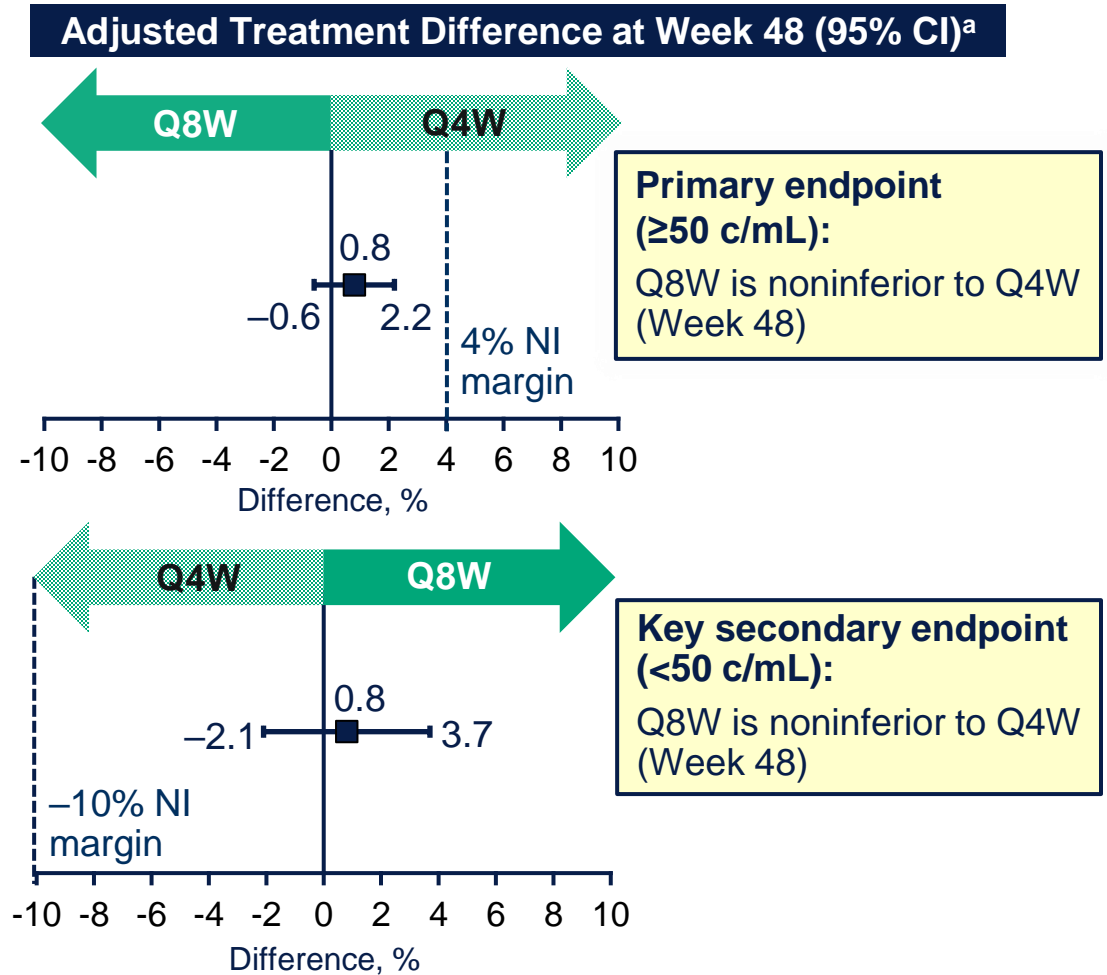 Adjusted Treatment Difference at Week 48 (95% CI)ᵃ
Q8W
Q4W
0.8
–0.6
2.2
4% NI
margin
-10 -8 -6 -4 -2 0 2 4 6 8 10
Difference, %
Primary endpoint
(≥50 c/mL):
Q8W is noninferior to Q4W
(Week 48)
Q4W
Q8W
0.8
–2.1
3.7
–10% NI
margin
-10 -8 -6 -4 -2 0 2 4 6 8 10
Difference, %
Key secondary endpoint
(<50 c/mL):
Q8W is noninferior to Q4W
(Week 48)